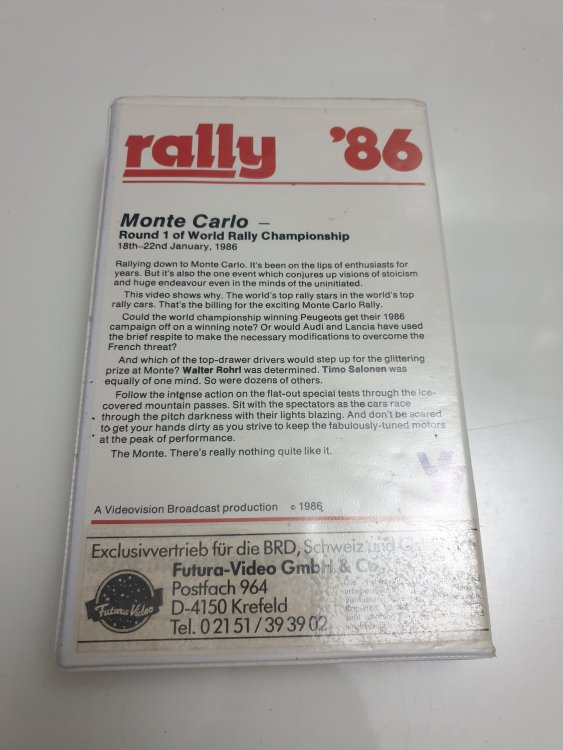 rally '86
Monte Carlo –
Round 1 of World Rally Championship
18th–22nd January, 1986
Rallying down to Monte Carlo. It's been on the lips of enthusiasts for
years. But it's also the one event which conjures up visions of stoicism
and huge endeavour even in the minds of the uninitiated.
This video shows why. The world's top rally stars in the world's top
rally cars. That's the billing for the exciting Monte Carlo Rally.
Could the world championship winning Peugeots get their 1986
campaign off on a winning note? Or would Audi and Lancia have used
the brief respite to make the necessary modifications to overcome the
French threat?
And which of the top-drawer drivers would step up for the glittering
prize at Monte? Walter Rohrl was determined. Timo Salonen was
equally of one mind. So were dozens of others.
Follow the intense action on the flat-out special tests through the ice-
covered mountain passes. Sit with the spectators as the cars race
through the pitch darkness with their lights blazing. And don't be scared
to get your hands dirty as you strive to keep the fabulously-tuned motors
at the peak of performance.
The Monte. There's really nothing quite like it.
A Videovision Broadcast production © 1986
Exclusivvertrieb für die BRD, Schweiz und
Futura-Video GmbH & Co.
Postfach 964
D-4150 Krefeld
Tel. 0 21 51 / 39 39 02
Futura Video